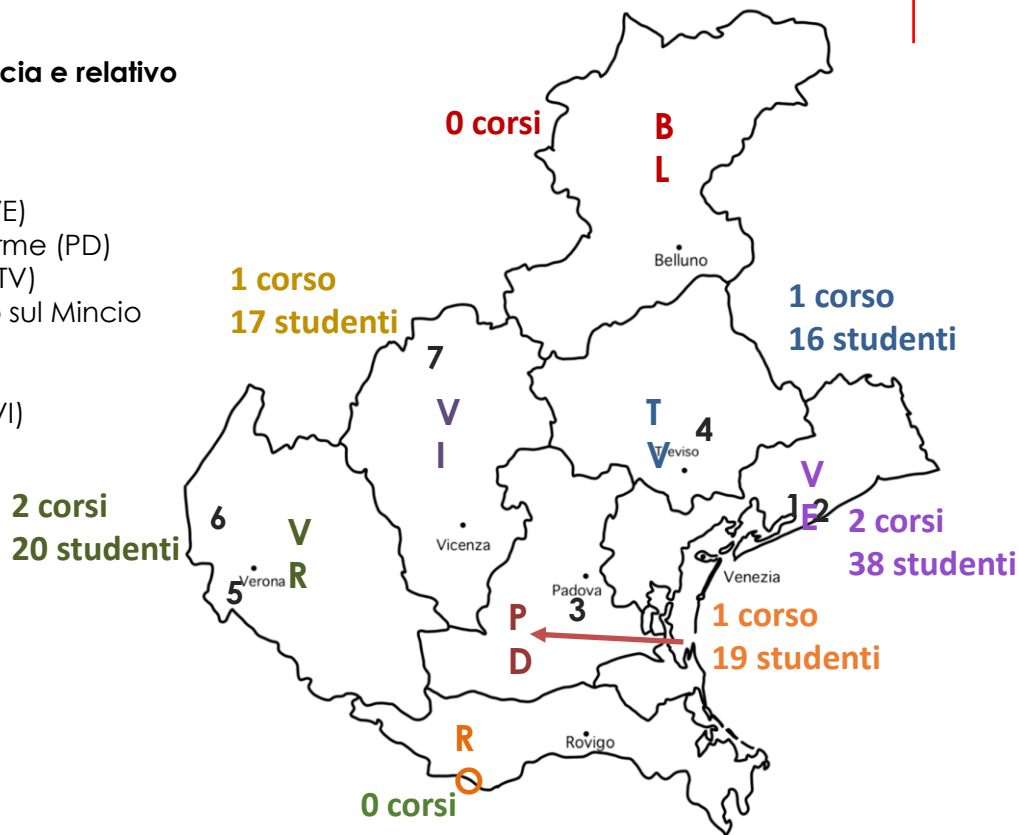 cia e relativo
VE)
rme (PD)
TV)
o sul Mincio
VI)
0 corsi
B
L
Belluno
1 corso
17 studenti
1 corso
16 studenti
7
V
I
T
V
4
Treviso
2 corsi
20 studenti
6
V
R
5
Verona
Vicenza
V
E
1
2
2 corsi
38 studenti
Venezia
Padova
3
P
D
1 corso
19 studenti
R
O
Rovigo
0 corsi